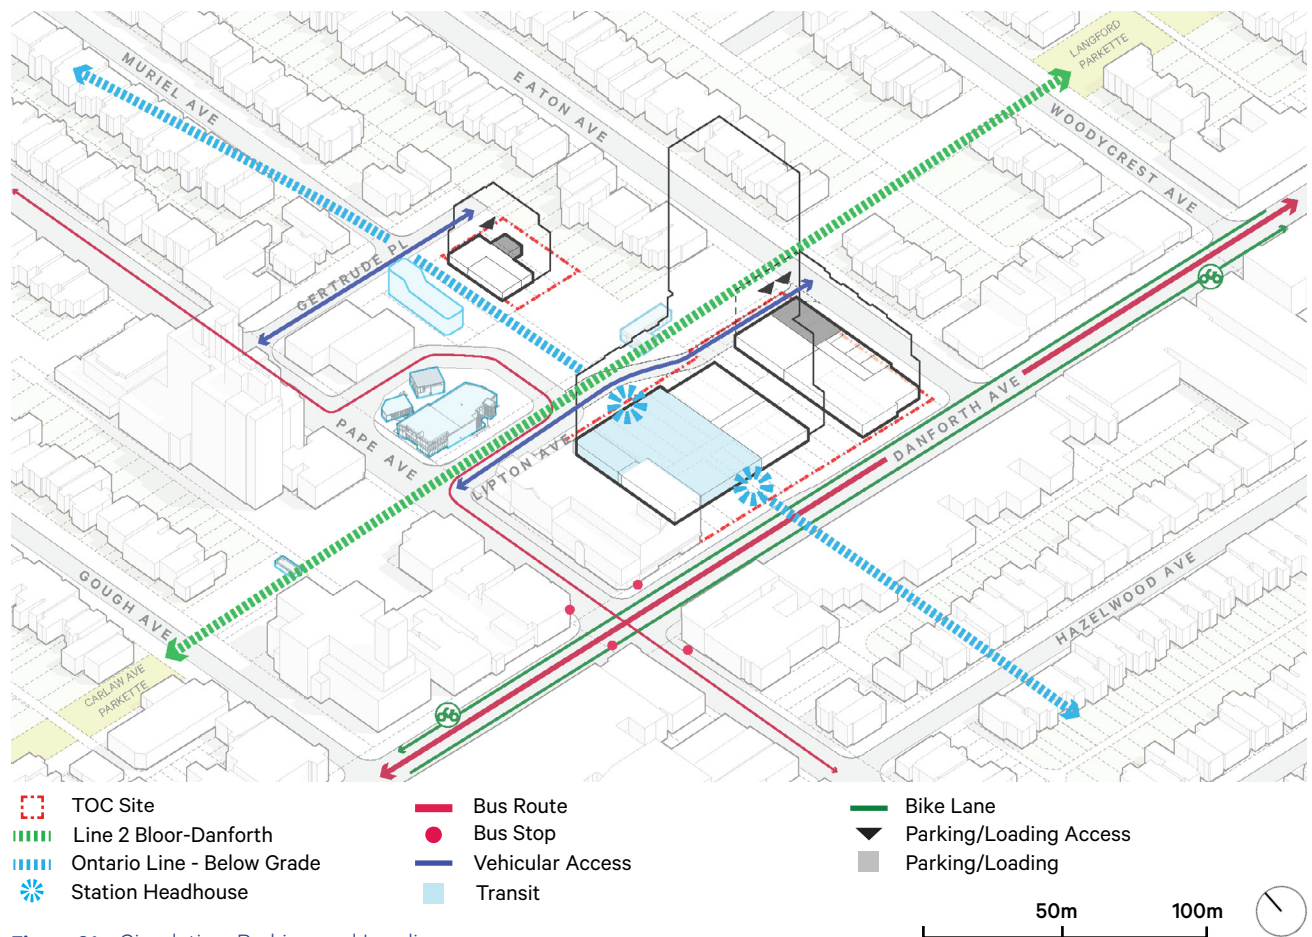 MURIEL AVE
EATON AVE
LANGFORD
PARKETTE
WOODYCREST AVE
GERTRUDE PL
PAPE AVE
LIPTON AVE
DANFORTH AVE
GOUGH AVE
HAZELWOOD AVE
CARLAW AVE
PARKETTE
TOC Site
Line 2 Bloor-Danforth
Ontario Line - Below Grade
Station Headhouse
Bus Route
Bus Stop
Vehicular Access
Transit
Bike Lane
Parking/Loading Access
Parking/Loading
50m
100m